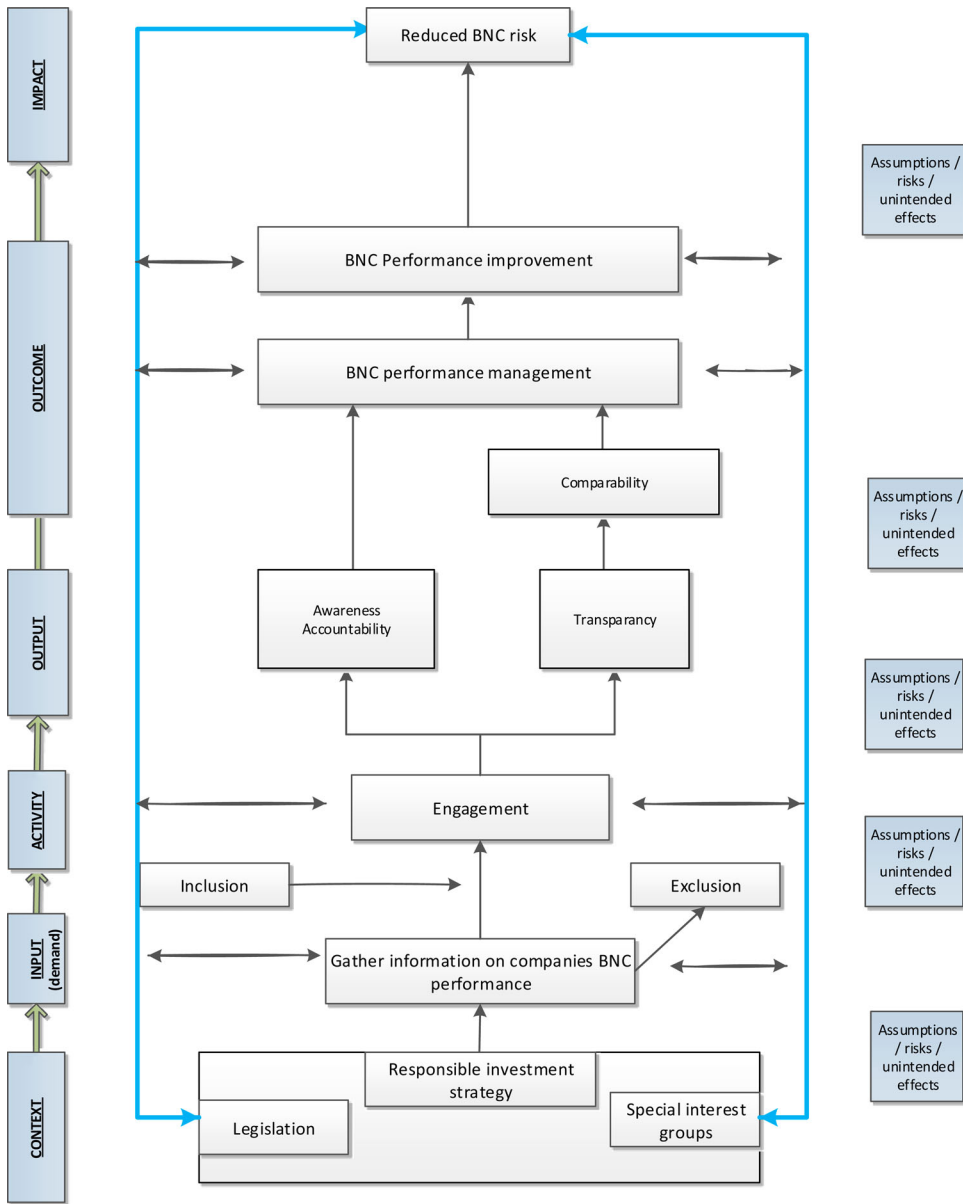 Reduced BNC risk
IMPACT
Assumptions /
risks /
unintended
effects
BNC Performance improvement
OUTCOME
BNC performance management
Comparability
Assumptions /
risks /
unintended
effects
OUTPUT
Awareness
Accountability
Transparancy
Assumptions /
risks /
unintended
effects
ACTIVITY
Engagement
Assumptions /
risks /
unintended
effects
Inclusion
Exclusion
INPUT
(demand)
Gather information on companies BNC
performance
CONTEXT
Responsible investment
strategy
Legislation
Special interest
groups
Assumptions
/ risks /
unintended
effects